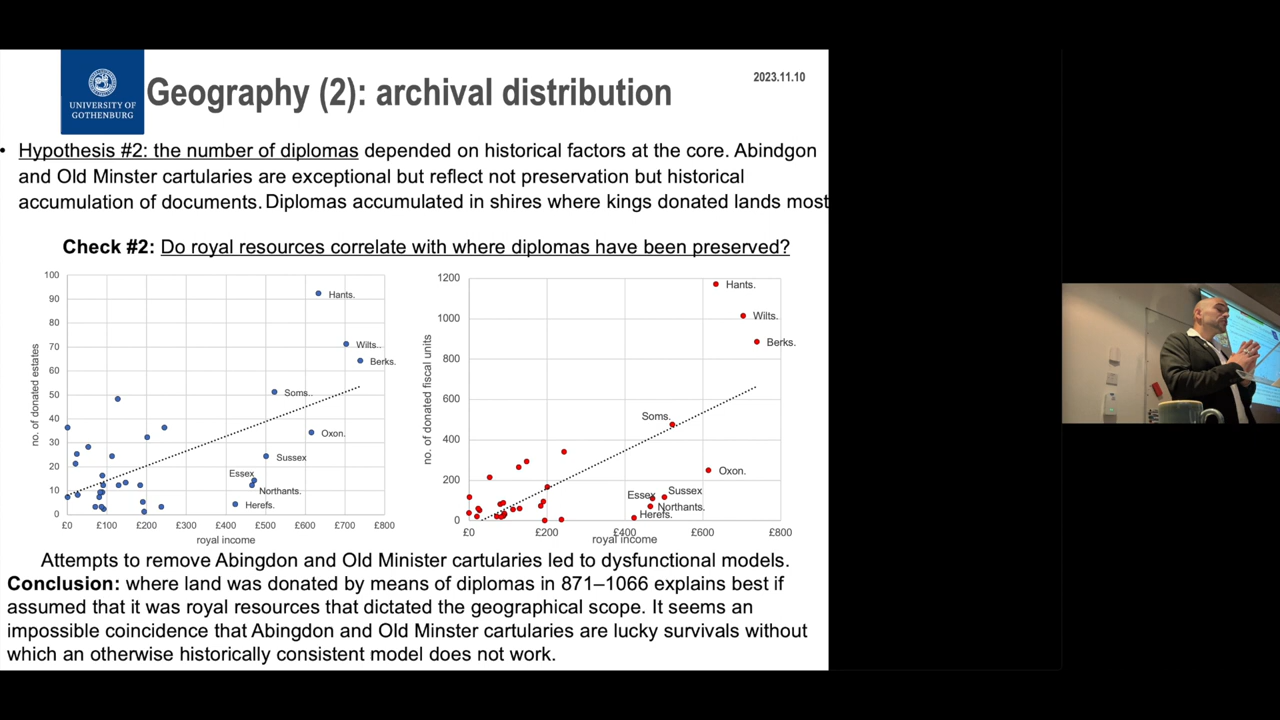 UNIVERSITY OF
GOTHENBURG
Geography (2): archival distribution
2023.11.10
• Hypothesis #2: the number of diplomas depended on historical factors at the core. Abindgon
and Old Minster cartularies are exceptional but reflect not preservation but historical
accumulation of documents. Diplomas accumulated in shires where kings donated lands most
Check #2: Do royal resources correlate with where diplomas have been preserved?
no. of donated estates
100
90
80
70
60
50
40
30
20
10
0
Hants.
Wilts..
Berks.
Soms..
Oxon.
Sussex
Essex
Northants.
Herefs.
£0 £100 £200 £300 £400 £500 £600 £700 £800
royal income
no. of donated fiscal units
1200
1000
800
600
400
200
0
Hants.
Wilts.
Berks.
Soms.
Oxon.
Sussex
Essex
Northants.
Herefs.
£0 £200 £400 £600 £800
royal income
Attempts to remove Abingdon and Old Minister cartularies led to dysfunctional models.
Conclusion: where land was donated by means of diplomas in 871–1066 explains best if
assumed that it was royal resources that dictated the geographical scope. It seems an
impossible coincidence that Abingdon and Old Minster cartularies are lucky survivals without
which an otherwise historically consistent model does not work.